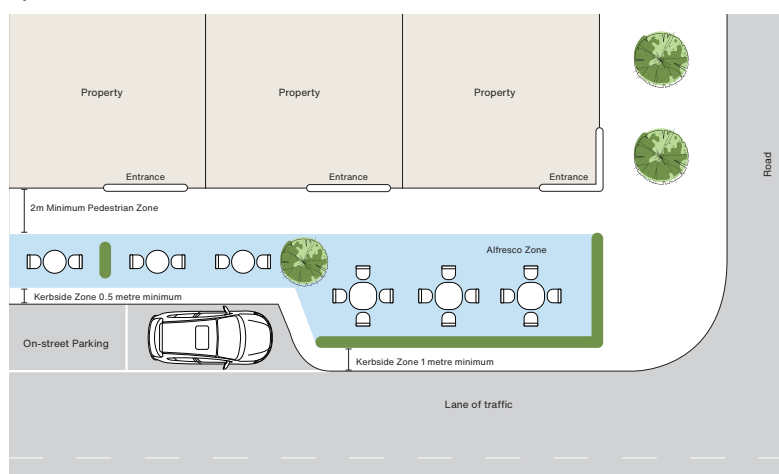 Property
Property
Property
Entrance
Entrance
Entrance
Road
2m Minimum Pedestrian Zone
Alfresco Zone
Kerbside Zone 0.5 metre minimum
On-street Parking
Kerbside Zone 1 metre minimum
Lane of traffic